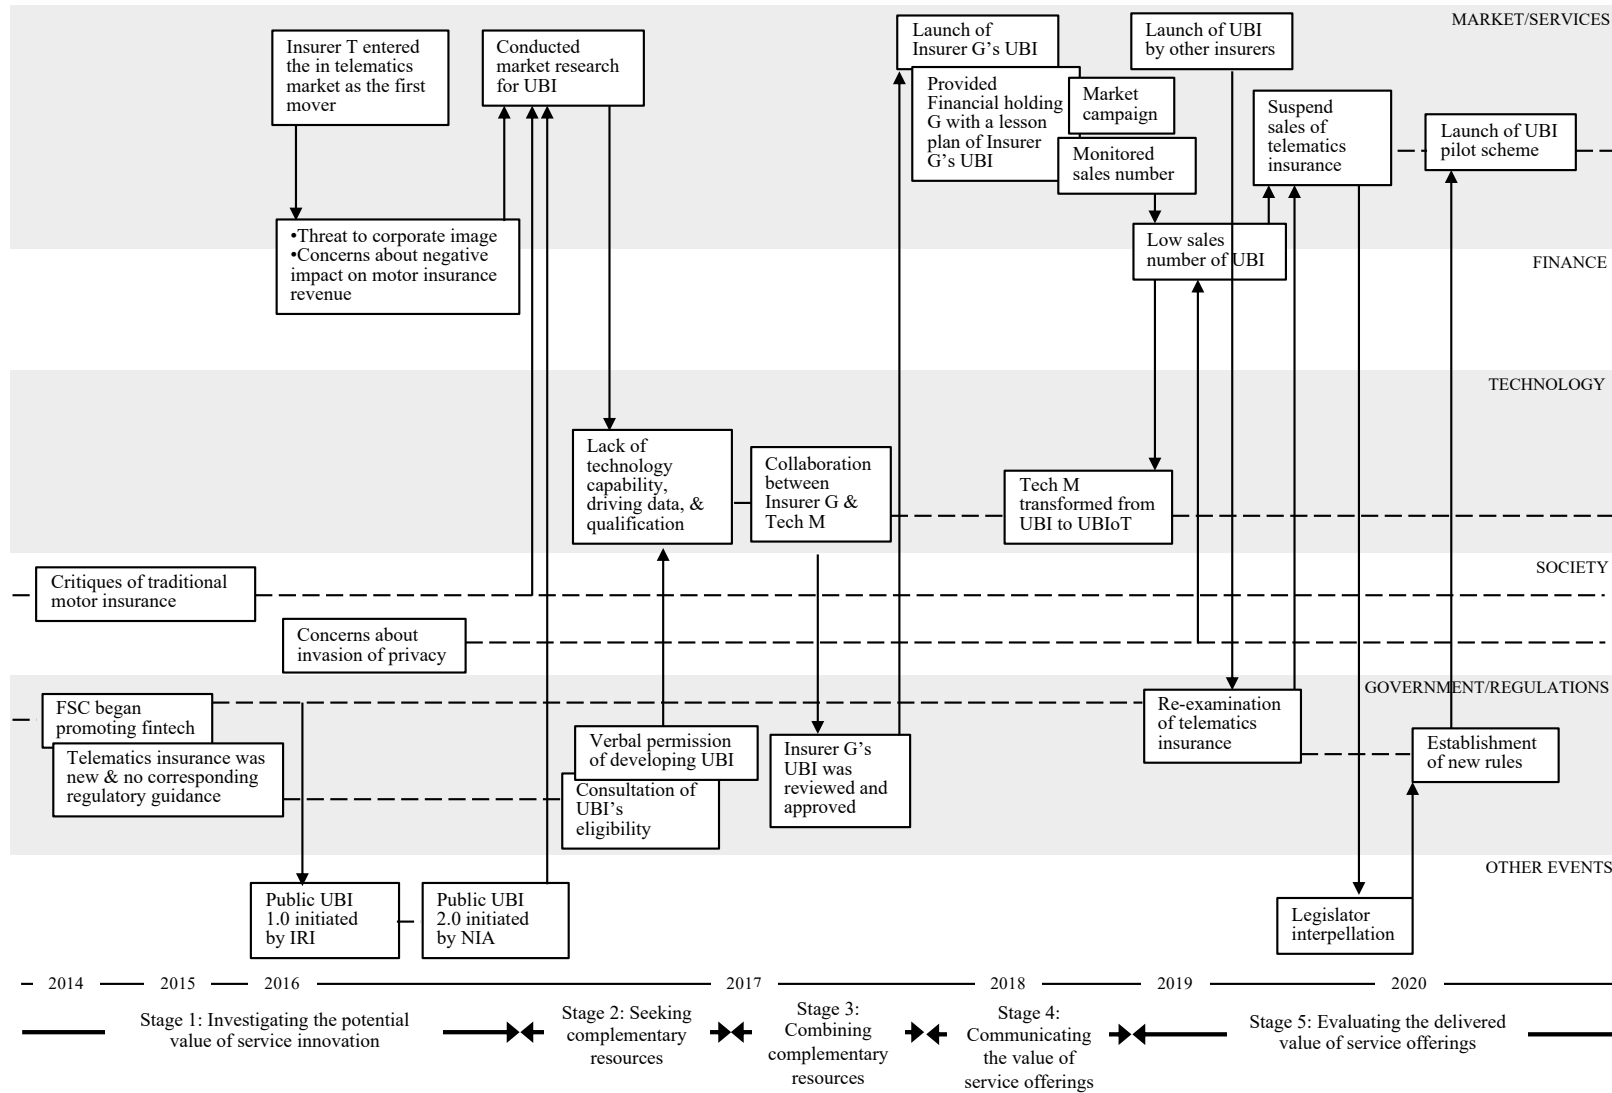 MARKET/SERVICES
Insurer T entered
the in telematics
market as the first
mover
Conducted
market research
for UBI
Launch of
Insurer G’s UBI
Provided
Financial holding
G with a lesson
plan of Insurer
G’s UBI
Market
campaign
Monitored
sales number
Launch of UBI
by other insurers
Suspend
sales of
telematics
insurance
Launch of UBI
pilot scheme
•Threat to corporate image
•Concerns about negative
impact on motor insurance
revenue
Low sales
number of UBI
FINANCE
TECHNOLOGY
Lack of
technology
capability,
driving data, &
qualification
Collaboration
between
Insurer G &
Tech M
Tech M
transformed from
UBI to UBIoT
SOCIETY
Critiques of traditional
motor insurance
Concerns about
invasion of privacy
GOVERNMENT/REGULATIONS
FSC began
promoting fintech
Telematics insurance was
new & no corresponding
regulatory guidance
Verbal permission
of developing UBI
Consultation of
UBI’s
eligibility
Insurer G’s
UBI was
reviewed and
approved
Re-examination
of telematics
insurance
Establishment
of new rules
OTHER EVENTS
Public UBI
1.0 initiated
by IRI
Public UBI
2.0 initiated
by NIA
Legislator
interpellation
2014
2015
2016
2017
2018
2019
2020
Stage 1: Investigating the potential
value of service innovation
Stage 2: Seeking
complementary
resources
Stage 3:
Combining
complementary
resources
Stage 4:
Communicating
the value of
service offerings
Stage 5: Evaluating the delivered
value of service offerings